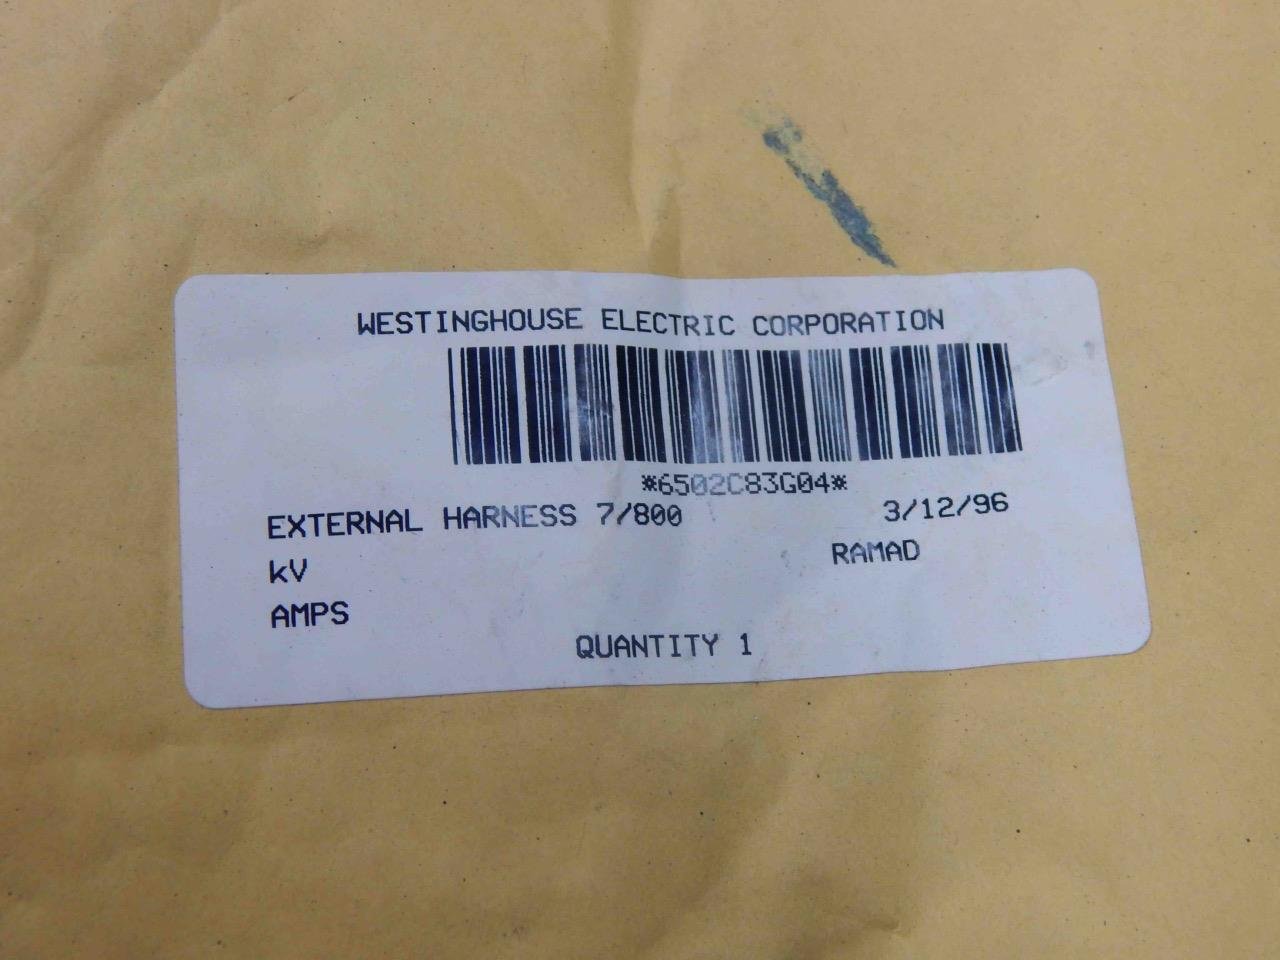 WESTINGHOUSE ELECTRIC CORPORATION
*6502C83G04*
EXTERNAL HARNESS 7/800 3/12/96
kV RAMAD
AMPS
QUANTITY 1